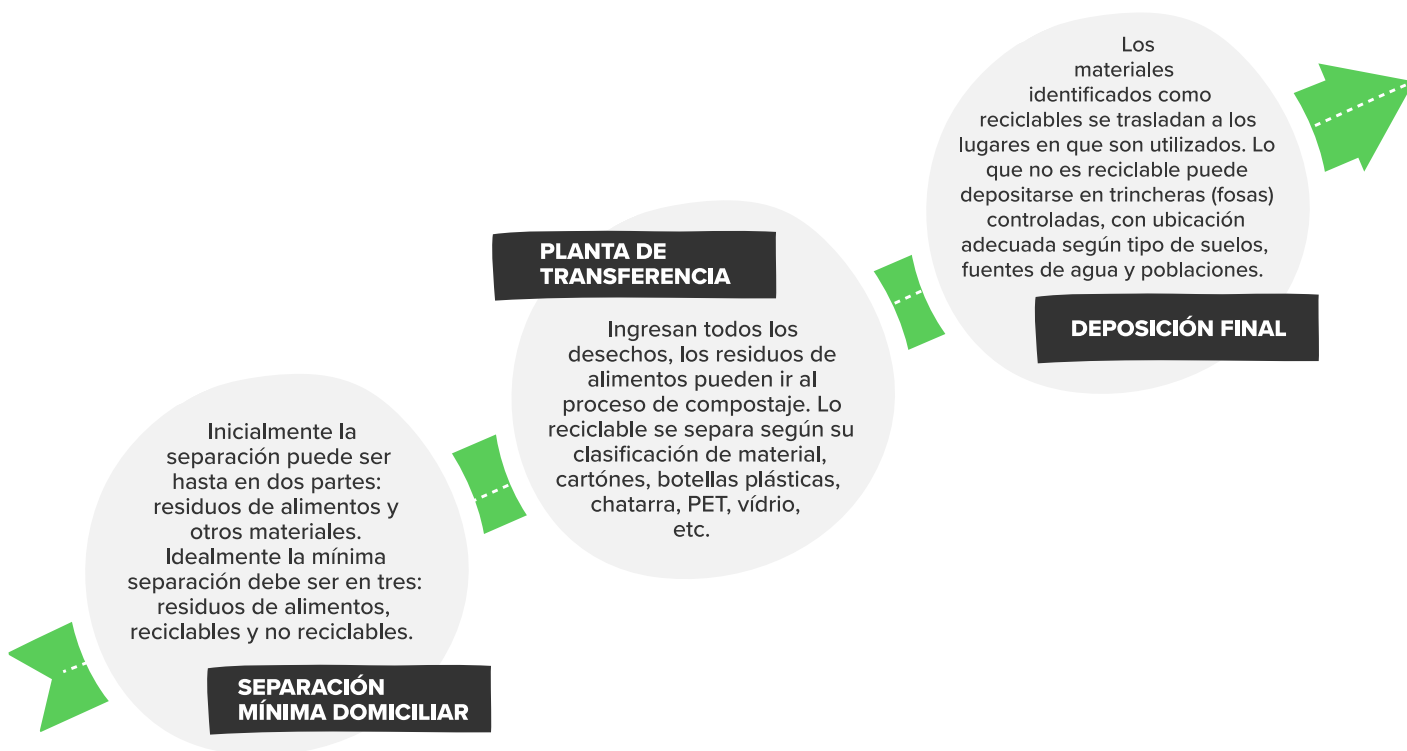 Inicialmente la
separación puede ser
hasta en dos partes:
residuos de alimentos y
otros materiales.
Idealmente la mínima
separación debe ser en tres:
residuos de alimentos,
reciclables y no reciclables.
SEPARACIÓN
MÍNIMA DOMICILIAR
PLANTA DE
TRANSFERENCIA
Ingresan todos los
desechos, los residuos de
alimentos pueden ir al
proceso de compostaje. Lo
reciclable se separa según su
clasificación de material,
cartónes, botellas plásticas,
chatarra, PET, vídrio,
etc.
Los
materiales
identificados como
reciclables se trasladan a los
lugares en que son utilizados. Lo
que no es reciclable puede
depositarse en trincheras (fosas)
controladas, con ubicación
adecuada según tipo de suelos,
fuentes de agua y poblaciones.
DEPOSICIÓN FINAL